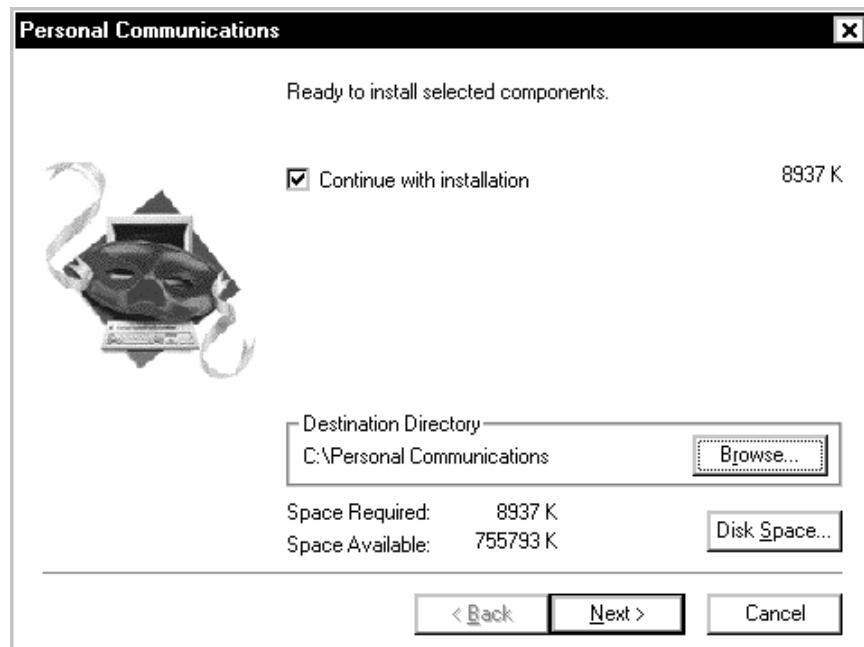 Personal Communications
Ready to install selected components.
Continue with installation 8937 K
Destination Directory
C:\Personal Communications Browse...
Space Required: 8937 K
Space Available: 755793 K
Disk Space...
< Back Next > Cancel